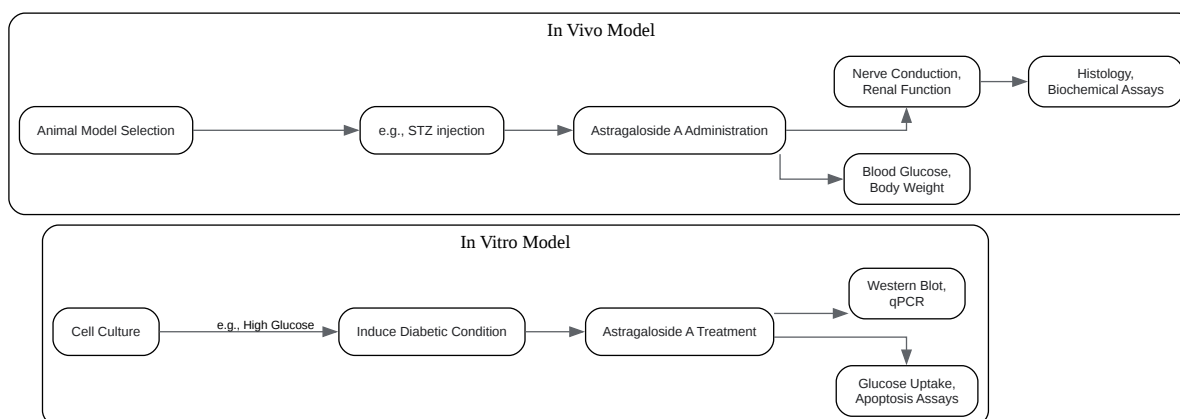 In Vivo Model
Nerve Conduction,
Renal Function
Histology,
Biochemical Assays
Animal Model Selection
e.g., STZ injection
Astragaloside A Administration
Blood Glucose,
Body Weight
In Vitro Model
Western Blot,
qPCR
Cell Culture
e.g., High Glucose
Induce Diabetic Condition
Astragaloside A Treatment
Glucose Uptake,
Apoptosis Assays